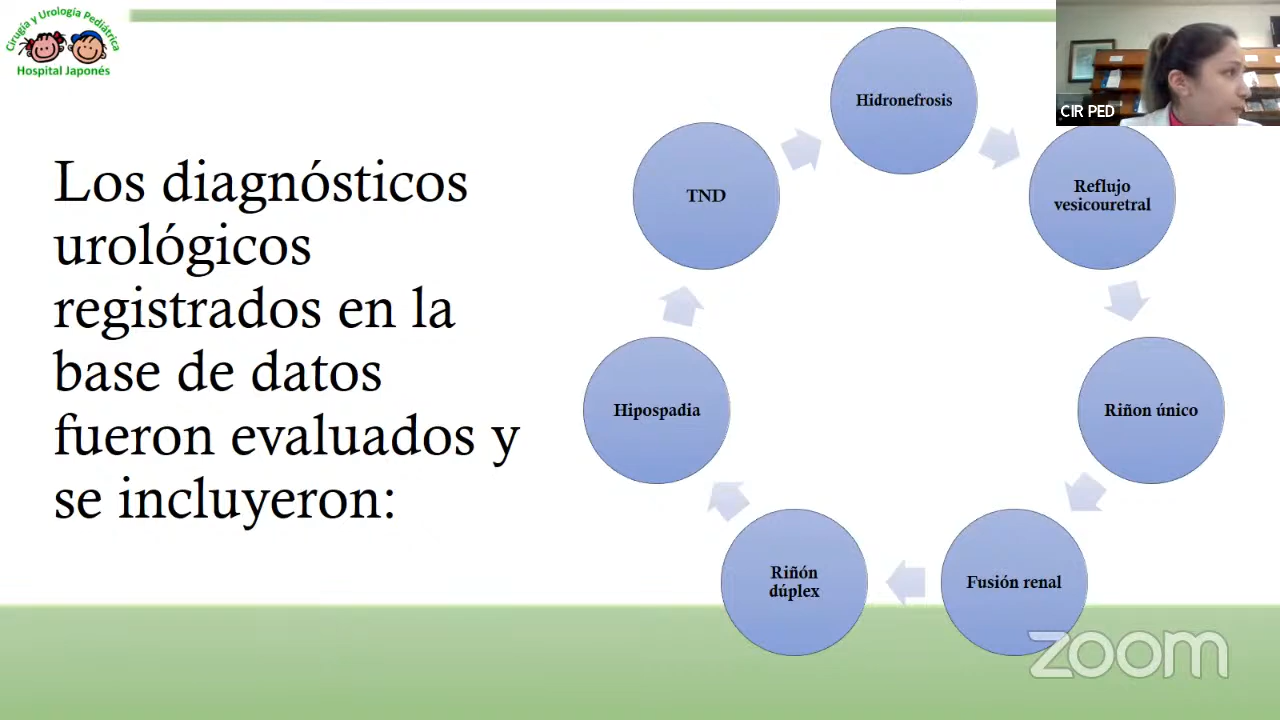 Cirugía y Urología Pediátrica
Hospital Japonés
Los diagnósticos
urológicos
registrados en la
base de datos
fueron evaluados y
se incluyeron:
Hidronefrosis
Reflujo
vesicouretral
Riñon único
Fusión renal
Riñón
dúplex
Hipospadia
TND
CIR PED
zoom